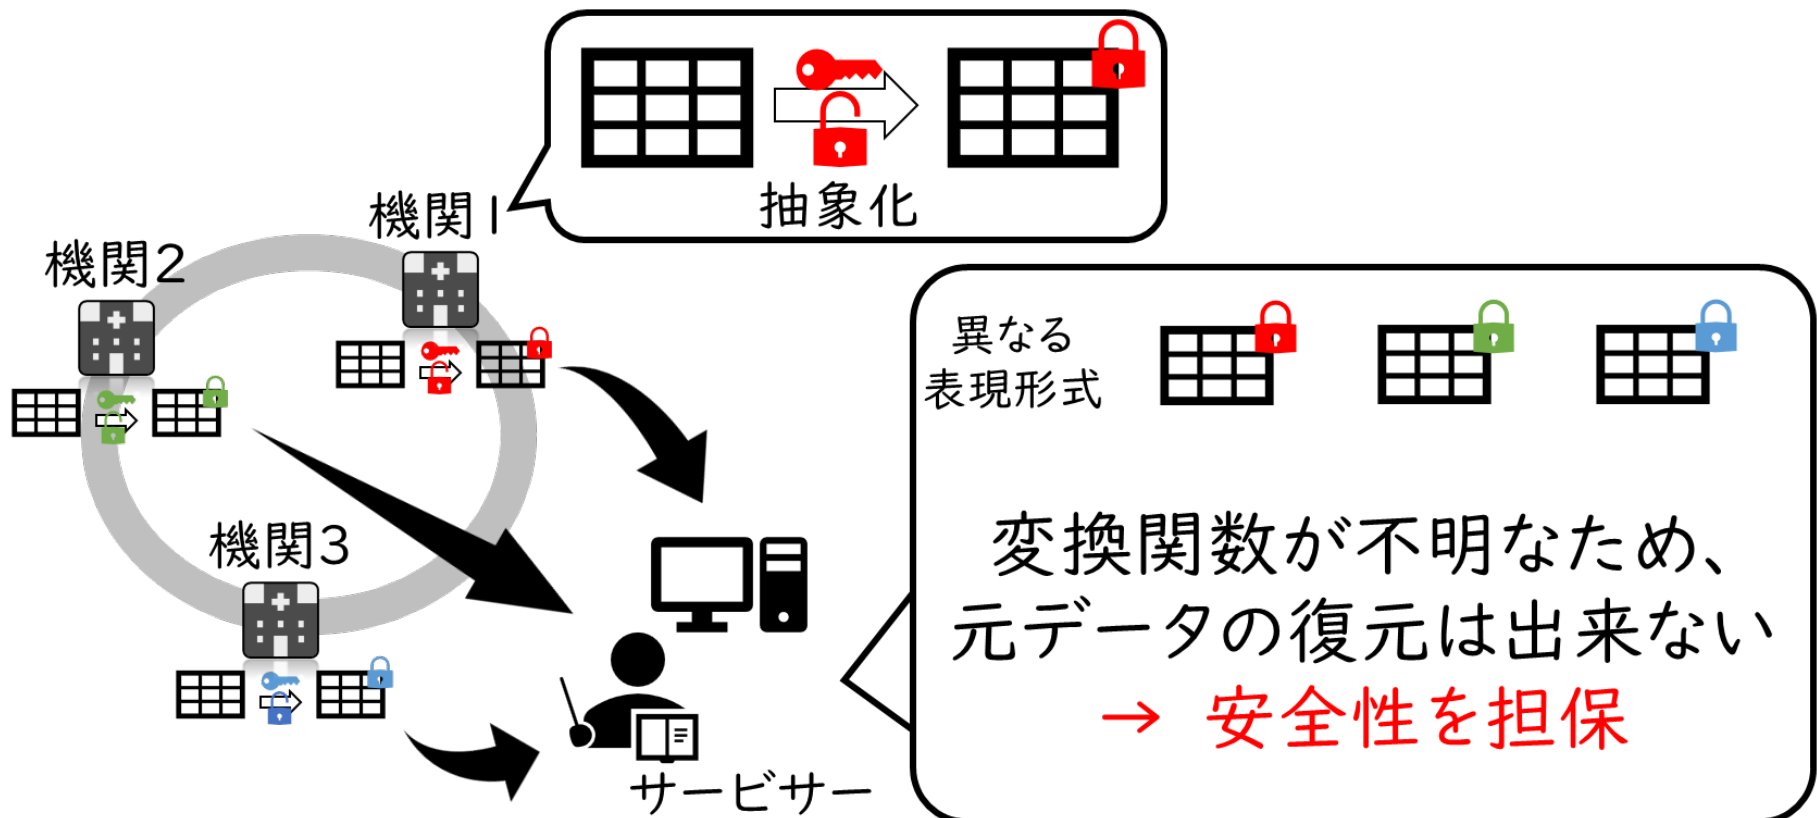 抽象化
機関1
機関2
機関3
サービサー
異なる
表現形式
変換関数が不明なため、
元データの復元は出来ない
→ 安全性を担保